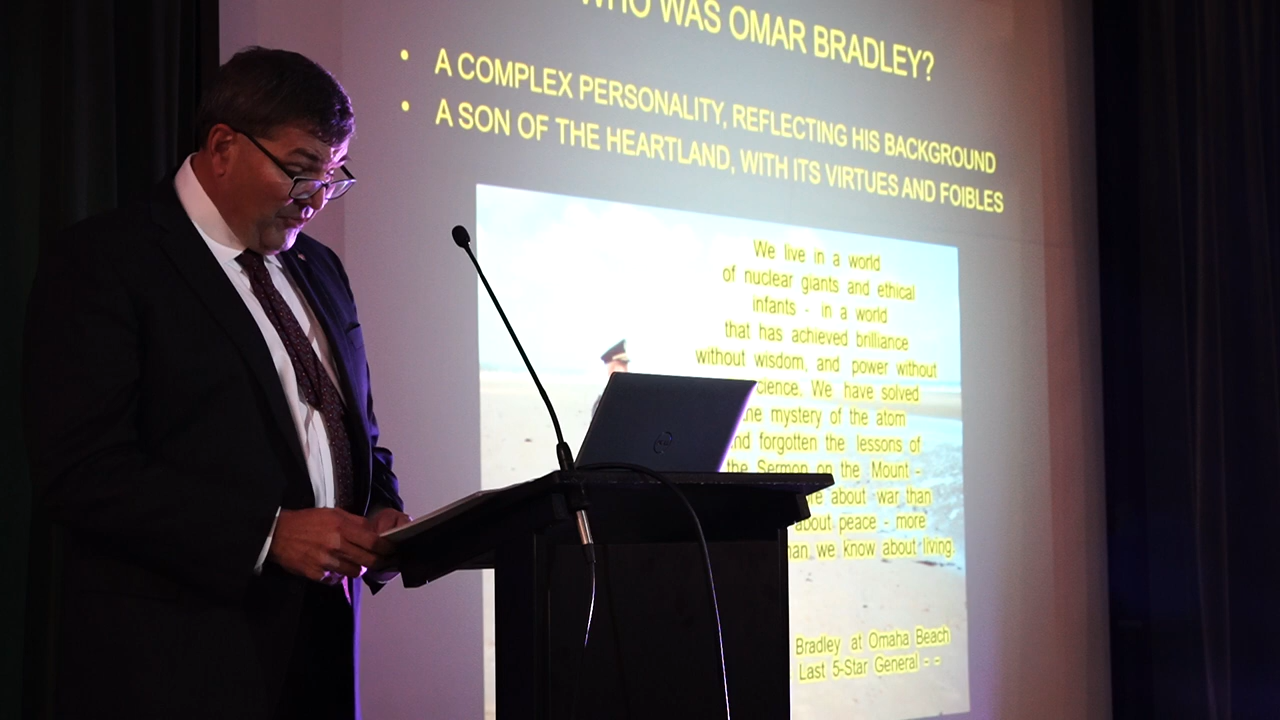 WHO WAS OMAR BRADLEY?
• A COMPLEX PERSONALITY, REFLECTING HIS BACKGROUND
• A SON OF THE HEARTLAND, WITH ITS VIRTUES AND FOIBLES
We live in a world
of nuclear giants and ethical
infants - in a world
that has achieved brilliance
without wisdom, and power without
We have solved
mystery of the atom
forgotten the lessons of
the Sermon on the Mount -
about war than
about peace - more
we know about living.
Bradley at Omaha Beach
Last 5-Star General - -
DELL